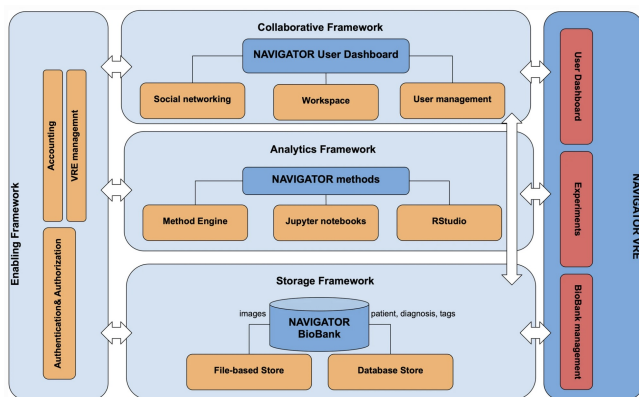 Collaborative Framework
NAVIGATOR User Dashboard
Social networking
Workspace
User management
Analytics Framework
NAVIGATOR methods
Method Engine
Jupyter notebooks
RStudio
Storage Framework
images
patient, diagnosis, tags
NAVIGATOR
BioBank
File-based Store
Database Store
Enabling Framework
Accounting
VRE managemnt
Authentication& Authorization
User Dashboard
Experiments
BioBank management
NAVIGATOR VRE